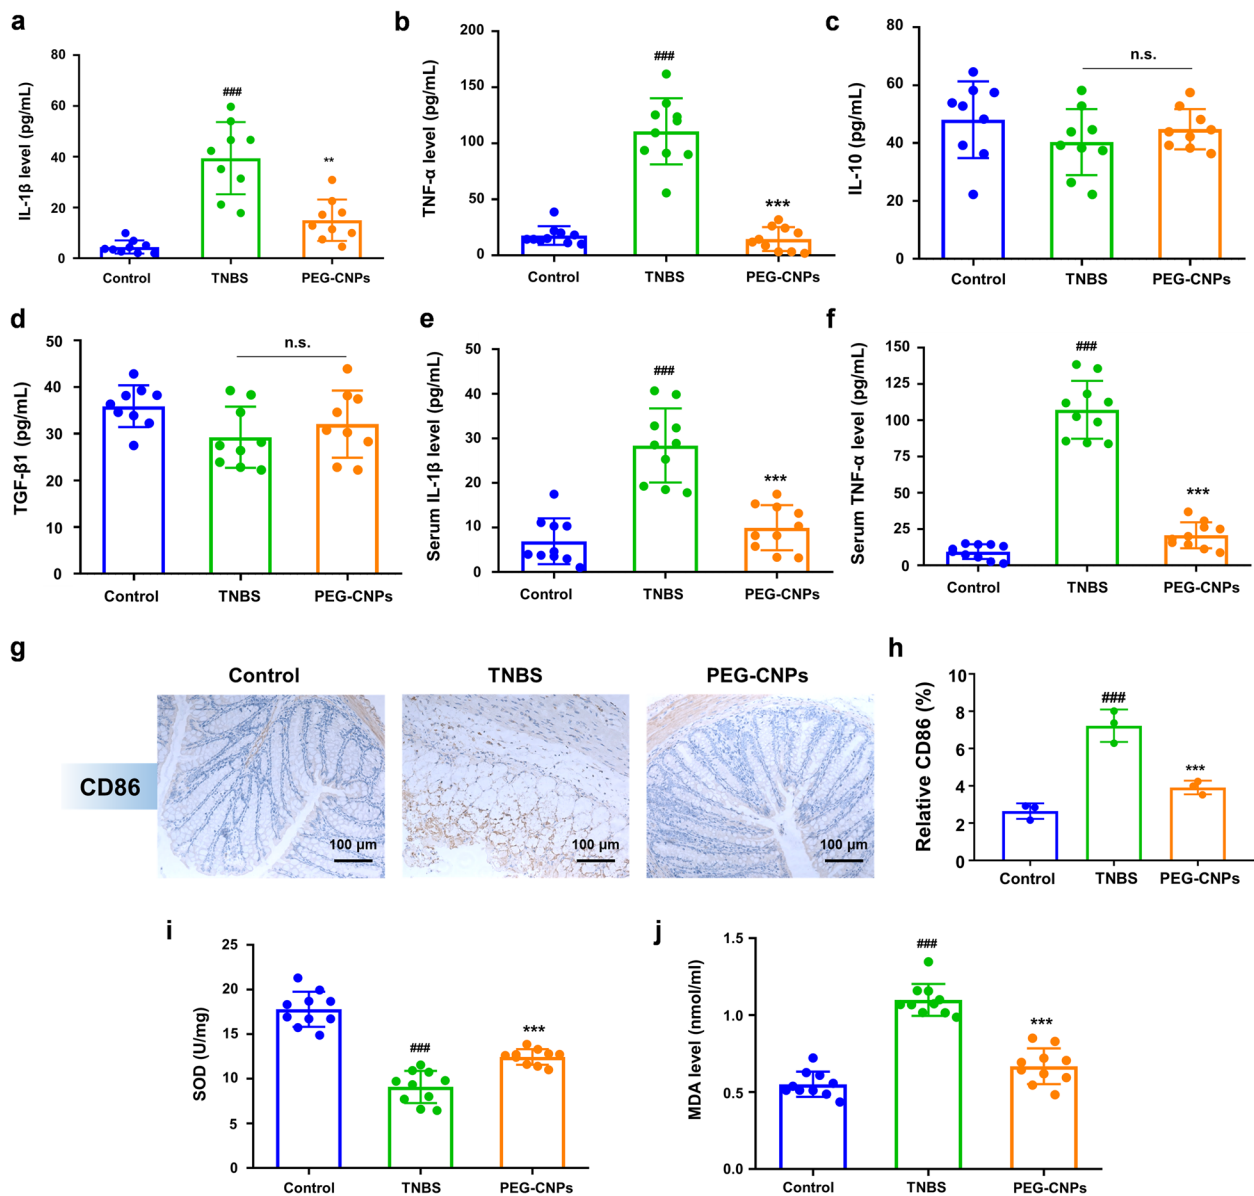 a
IL-1β level (pg/mL)
80
60
40
20
0
###
**
Control
TNBS
PEG-CNPs
b
TNF-α level (pg/mL)
200
150
100
50
0
###
***
Control
TNBS
PEG-CNPs
c
IL-10 (pg/mL)
80
60
40
20
0
n.s.
Control
TNBS
PEG-CNPs
d
TGF-β1 (pg/mL)
50
40
30
20
10
0
n.s.
Control
TNBS
PEG-CNPs
e
Serum IL-1β level (pg/mL)
50
40
30
20
10
0
###
***
Control
TNBS
PEG-CNPs
f
Serum TNF-α level (pg/mL)
150
125
100
75
50
25
0
###
***
Control
TNBS
PEG-CNPs
g
Control
TNBS
PEG-CNPs
CD86
100 μm
100 μm
100 μm
h
Relative CD86 (%)
10
8
6
4
2
0
###
***
Control
TNBS
PEG-CNPs
i
SOD (U/mg)
25
20
15
10
5
0
###
***
Control
TNBS
PEG-CNPs
j
MDA level (nmol/ml)
1.5
1.0
0.5
0.0
###
***
Control
TNBS
PEG-CNPs